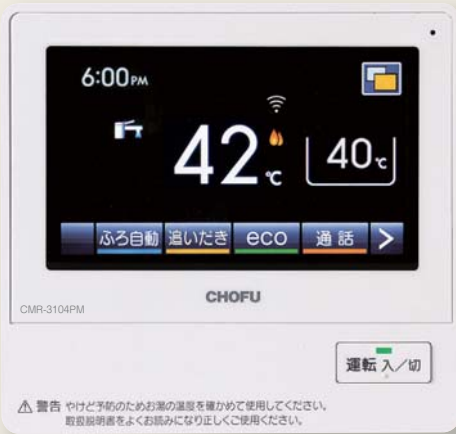 6:00PM
42℃
40℃
ふろ自動 追いだき eco 通話 >
CHOFU
CMR-3104PM
運転 入/切
⚠警告 やけど予防のためお湯の温度を確かめて使用してください。
取扱説明書をよくお読みになり正しくご使用ください。